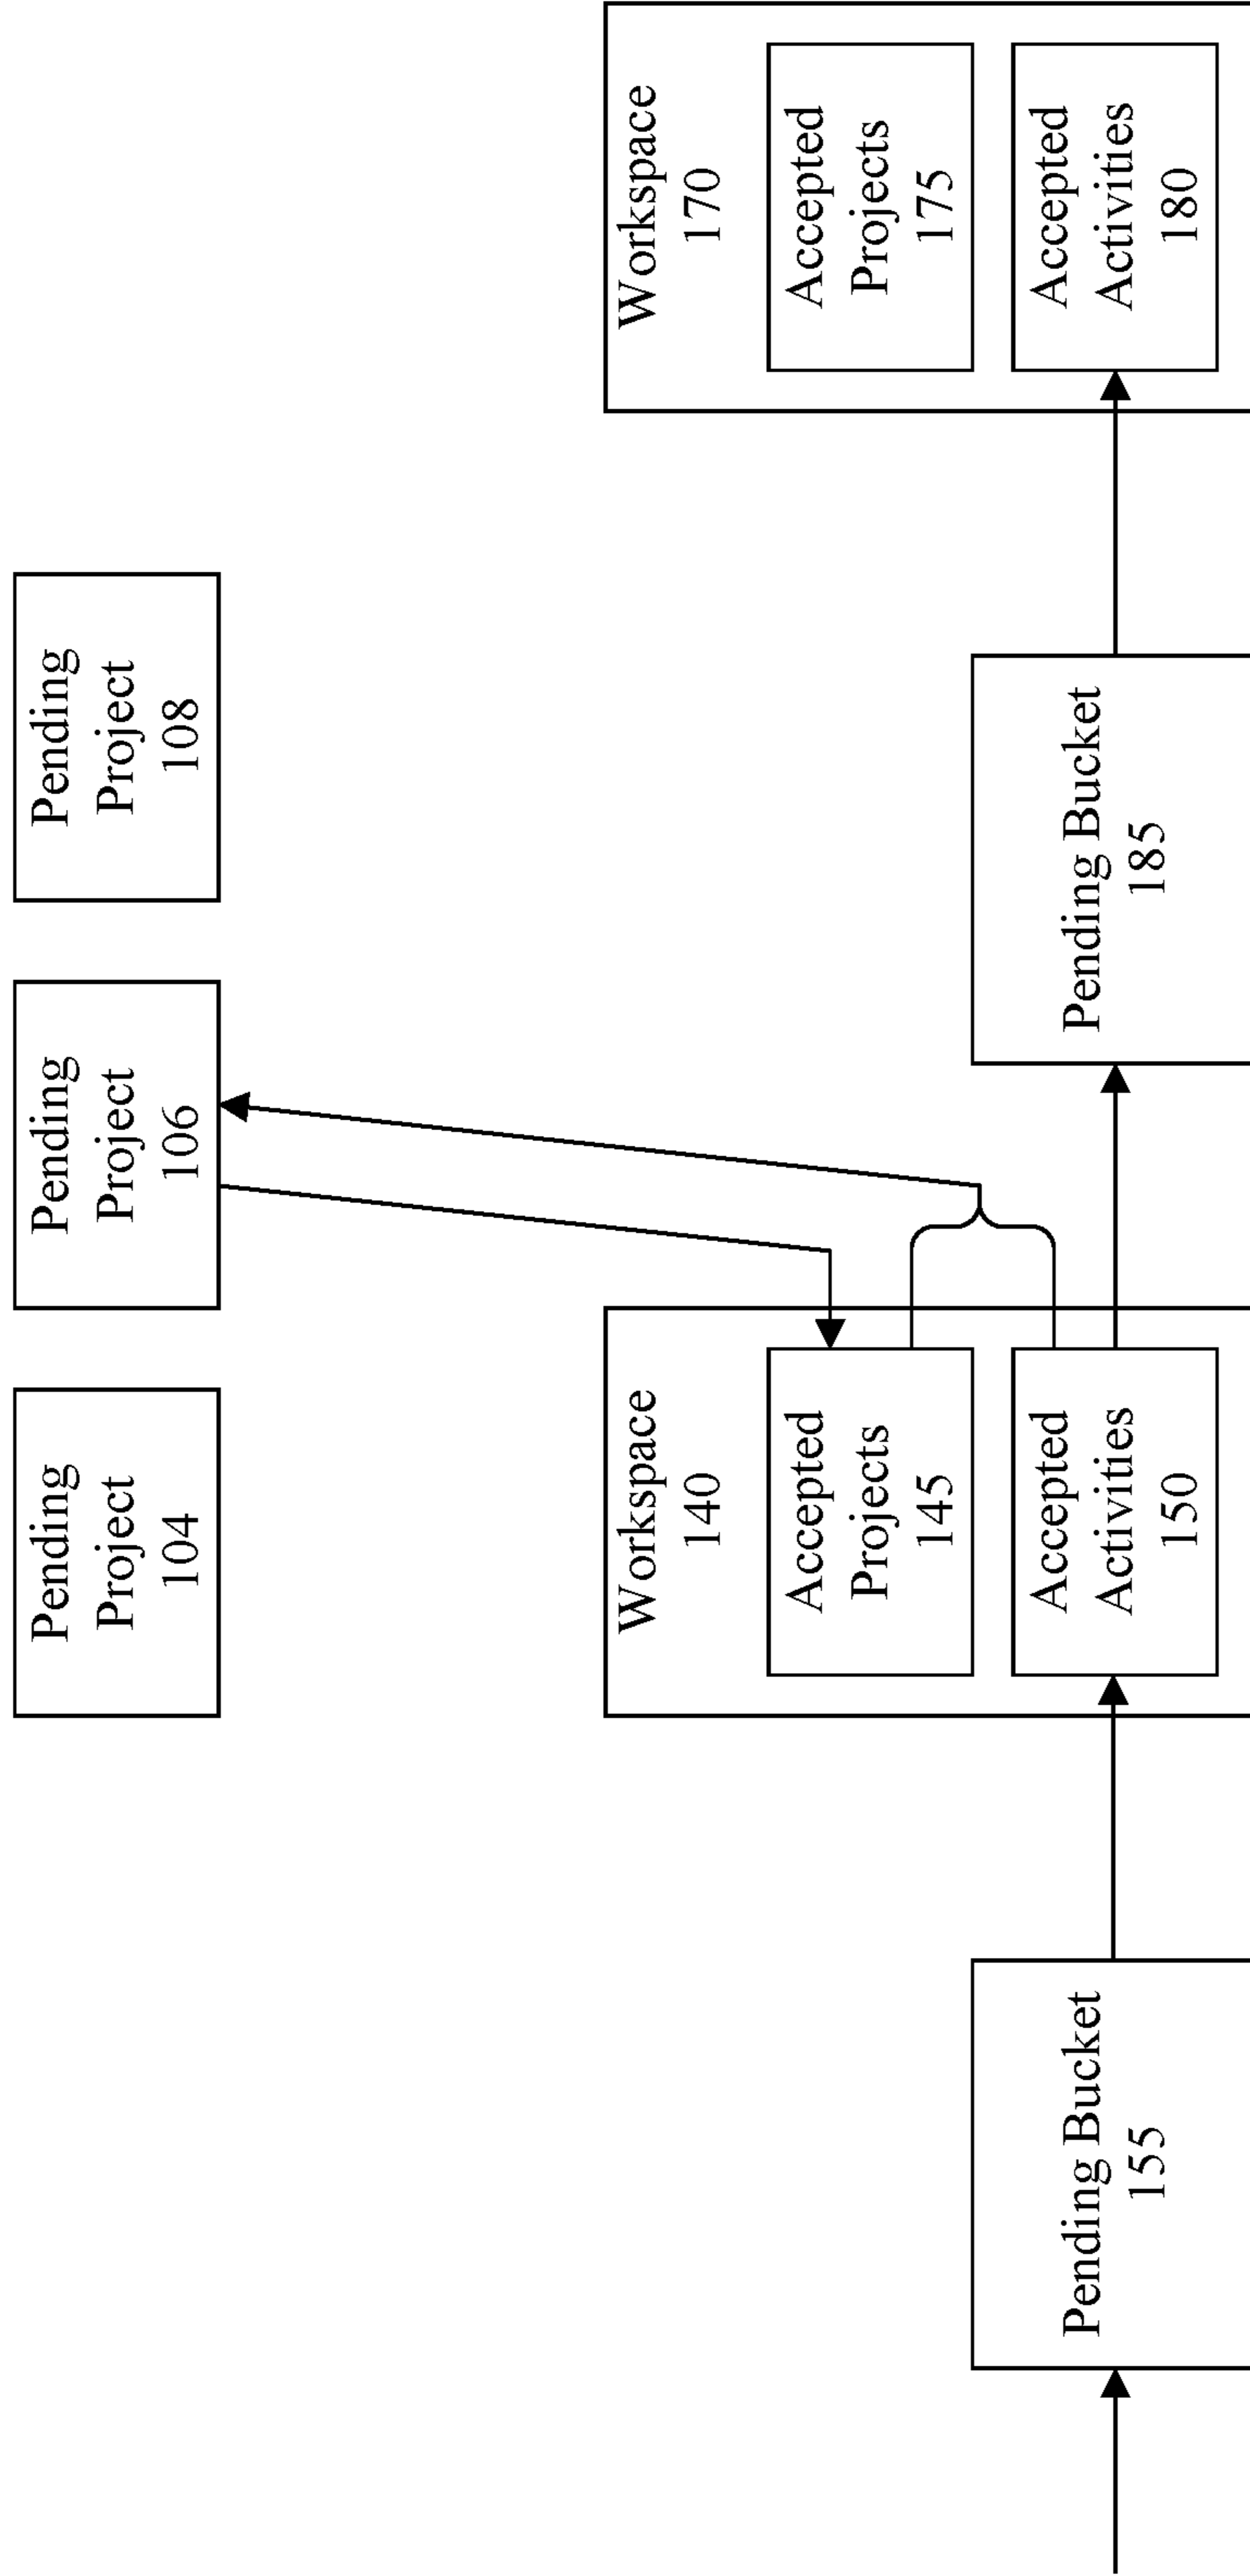 Pending
Project
104
Pending
Project
106
Pending
Project
108
Pending Bucket
155
Workspace
140
Accepted
Projects
145
Accepted
Activities
150
Pending Bucket
185
Workspace
170
Accepted
Projects
175
Accepted
Activities
180